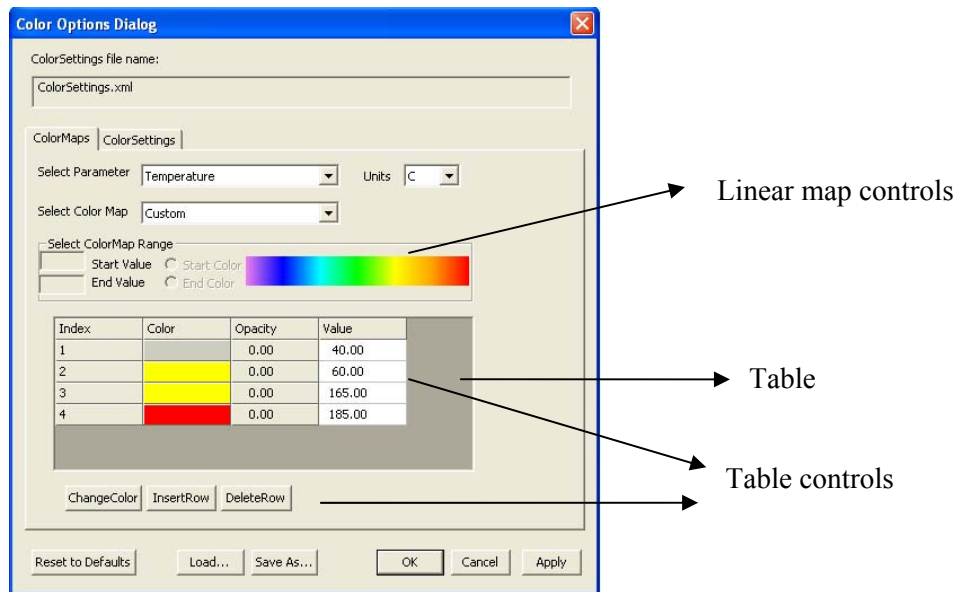 Color Options Dialog
ColorSettings file name:
ColorSettings.xml
ColorMaps ColorSettings
Select Parameter Temperature Units C
Select Color Map Custom
Select ColorMap Range
Start Value Start Color
End Value End Color
Linear map controls
Index Color Opacity Value
1 0.00 40.00
2 0.00 60.00
3 0.00 165.00
4 0.00 185.00
Table
Table controls
ChangeColor InsertRow DeleteRow
Reset to Defaults Load... Save As... OK Cancel Apply